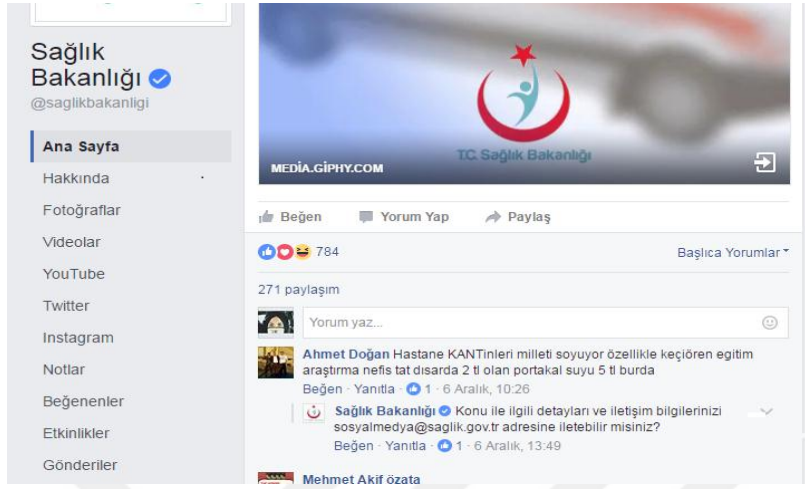 Sağlık
Bakanlığı
@saglikbakanligi
Ana Sayfa
Hakkında
Fotoğraflar
Videolar
YouTube
Twitter
Instagram
Notlar
Beğenenler
Etkinlikler
Gönderiler
T.C. Sağlık Bakanlığı
MEDİA.GİPHY.COM
Beğen Yorum Yap Paylaş
784 Başlıca Yorumlar
271 paylaşım
Yorum yaz...
Ahmet Doğan Hastane KANTinleri milleti soyuyor özellikle keçiören egitim
araştırma nefis tat disarda 2 tl olan portakal suyu 5 tl burda
Beğen · Yanıtla · 1 · 6 Aralık, 10:26
Sağlık Bakanlığı Konu ile ilgili detayları ve iletişim bilgilerinizi
sosyalmedya@saglik.gov.tr adresine iletebilir misiniz?
Beğen · Yanıtla · 1 · 6 Aralık, 13:49
Mehmet Akif özata